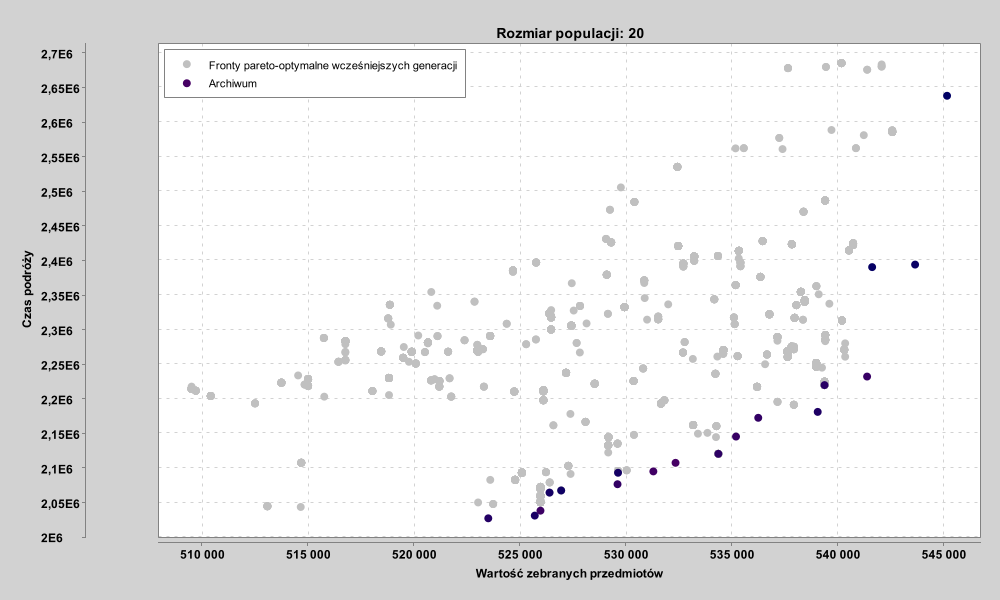 Rozmiar populacji: 20
Fronty pareto-optymalne wcześniejszych generacji
Archiwum
Czas podróży
2,7E6
2,65E6
2,6E6
2,55E6
2,5E6
2,45E6
2,4E6
2,35E6
2,3E6
2,25E6
2,2E6
2,15E6
2,1E6
2,05E6
2E6
510 000 515 000 520 000 525 000 530 000 535 000 540 000 545 000
Wartość zebranych przedmiotów